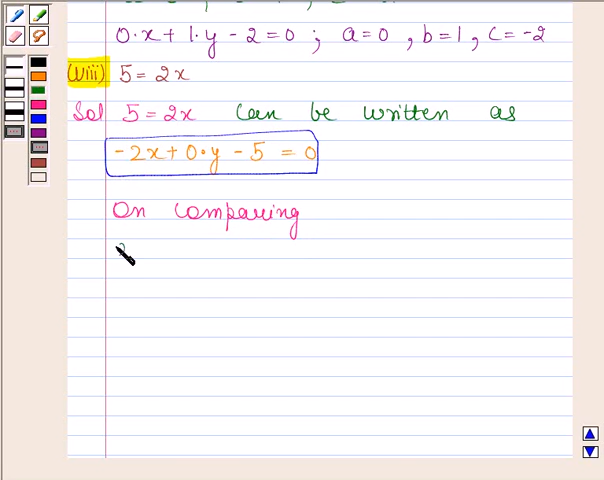 0·x + 1·y - 2 = 0 ; a = 0 , b = 1 , c = -2
(viii) 5 = 2x
Sol 5 = 2x can be written as
-2x + 0·y - 5 = 0
On comparing